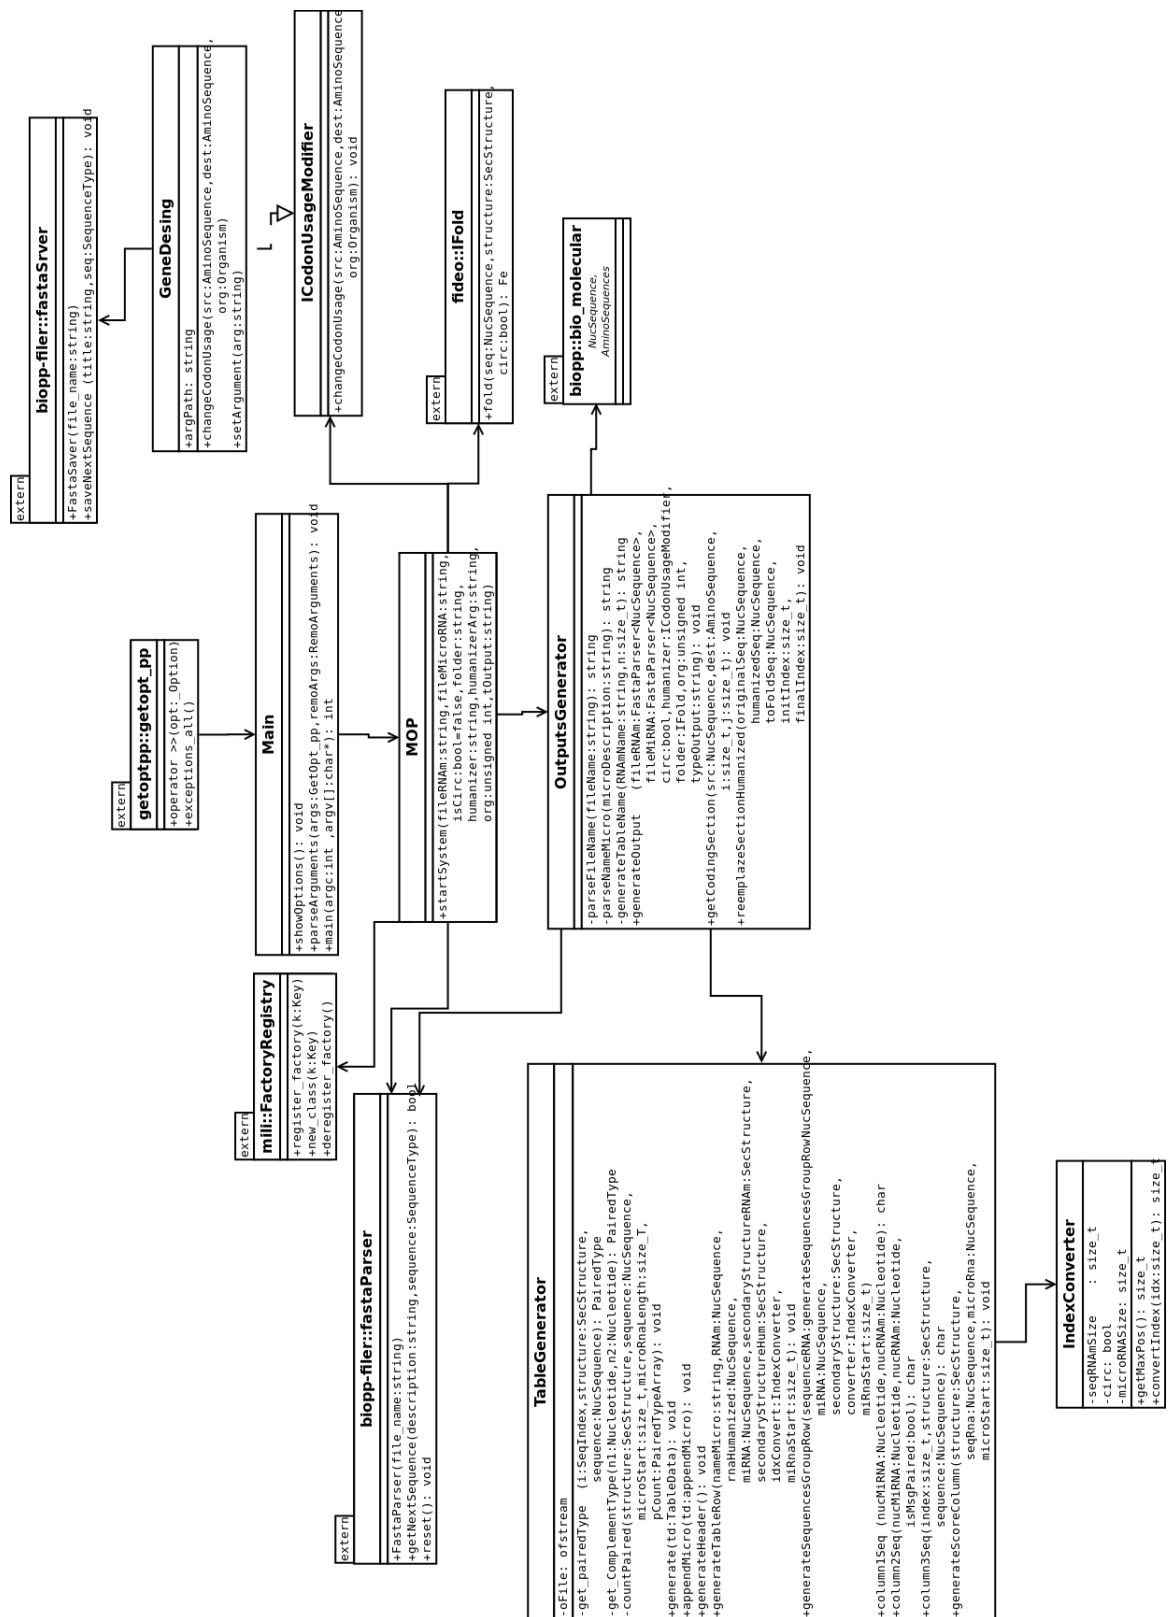 extern
biopp-filer::fastaSrver
+FastaSaver(file_name:string)
+saveNextSequence (title:string,seq:SequenceType): void
GeneDesing
+argPath: string
+changeCodonUsage(src:AminoSequence,dest:AminoSequence,
org:Organism)
+setArgument(arg:string)
L
ICodonUsageModifier
+changeCodonUsage(src:AminoSequence,dest:AminoSequence
org:Organism): void
extern
fideo::IFold
+fold(seq:NucSequence,structure:SecStructure,
circ:bool): Fe
extern
biopp::bio_molecular
NucSequence,
AminoSequences
extern
getoptpp::getopt_pp
+operator >>(opt:_Option)
+exceptions_all()
Main
+showOptions(): void
+parseArguments(args:GetOpt_pp,remoArgs:RemoArguments): void
+main(argc:int ,argv[]:char*): int
MOP
+startSystem(fileRNAm:string,fileMicroRNA:string,
isCirc:bool=false,folder:string,
humanizer:string,humanizerArg:string,
org:unsigned int,tOutput:string)
OutputsGenerator
-parseFileName(fileName:string): string
-parseNameMicro(microDescription:string): string
-generateTableName(RNAmName:string,n:size_t): string
+generateOutput (fileRNAm:FastaParser<NucSequence>,
fileMiRNA:FastaParser<NucSequence>,
circ:bool,humanizer:ICodonUsageModifier,
folder:IFold,org:unsigned int,
typeOutput:string): void
+getCodingSection(src:NucSequence,dest:AminoSequence,
i:size_t,j:size_t): void
+reemplazeSectionHumanized(originalSeq:NucSequence,
humanizedSeq:NucSequence,
toFoldSeq:NucSequence,
initIndex:size_t,
finalIndex:size_t): void
extern
mili::FactoryRegistry
+register_factory(k:Key)
+new_class(k:Key)
+deregister_factory()
extern
biopp-filer::fastaParser
+FastaParser(file_name:string)
+getNextSequence(description:string,sequence:SequenceType): bool
+reset(): void
TableGenerator
-oFile: ofstream
-get_pairedType (i:SeqIndex,structure:SecStructure,
sequence:NucSequence): PairedType
-get_ComplementType(n1:Nucleotide,n2:Nucleotide): PairedType
-countPaired(structure:SecStructure,sequence:NucSequence,
microStart:size_t,microRnaLength:size_T,
pCount:PairedTypeArray): void
+generate(td:TableData): void
+appendMicro(td:appendMicro): void
+generateHeader(): void
+generateTableRow(nameMicro:string,RNAm:NucSequence,
rnaHumanized:NucSequence,
miRNA:NucSequence,secondaryStructureRNAm:SecStructure,
secondaryStructureHum:SecStructure,
idxConvert:IndexConverter,
miRnaStart:size_t): void
+generateSequencesGroupRow(sequenceRNA:generateSequencesGroupRowNucSequence,
miRNA:NucSequence,
secondaryStructure:SecStructure,
converter:IndexConverter,
miRnaStart:size_t)
+column1Seq (nucMiRNA:Nucleotide,nucRNAm:Nucleotide): char
+column2Seq(nucMiRNA:Nucleotide,nucRNAm:Nucleotide,
isMsgPaired:bool): char
+column3Seq(index:size_t,structure:SecStructure,
sequence:NucSequence): char
+generateScoreColumn(structure:SecStructure,
seqRna:NucSequence,microRna:NucSequence,
microStart:size_t): void
IndexConverter
-seqRNAmSize : size_t
-circ: bool
-microRNASize: size_t
+getMaxPos(): size_t
+convertIndex(idx:size_t): size_t